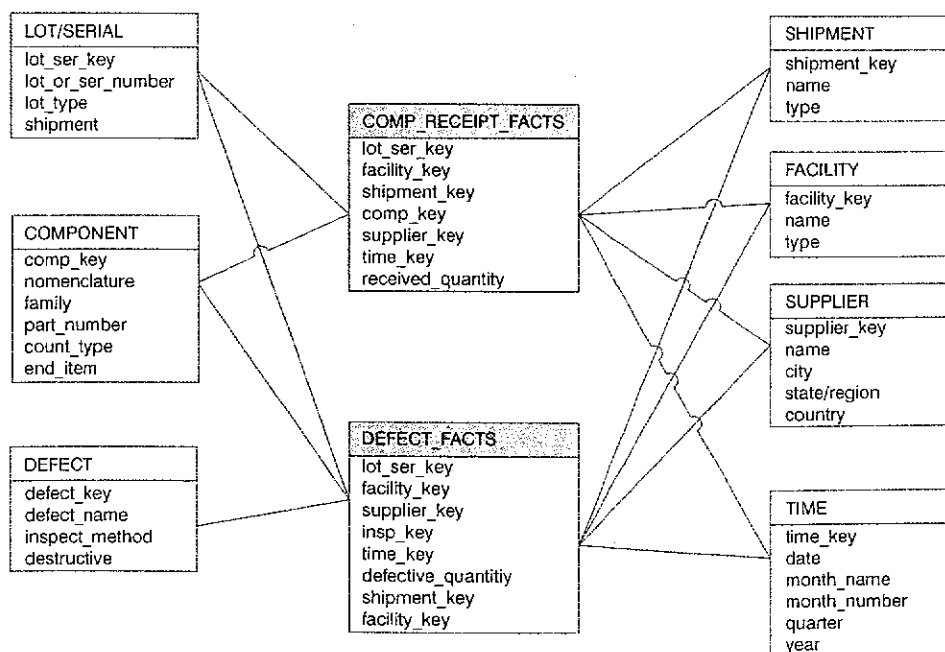 LOT/SERIAL
lot_ser_key
lot_or_ser_number
lot_type
shipment
COMPONENT
comp_key
nomenclature
family
part_number
count_type
end_item
DEFECT
defect_key
defect_name
inspect_method
destructive
COMP_RECEIPT_FACTS
lot_ser_key
facility_key
shipment_key
comp_key
supplier_key
time_key
received_quantity
DEFECT_FACTS
lot_ser_key
facility_key
supplier_key
insp_key
time_key
defective_quantitiy
shipment_key
facility_key
SHIPMENT
shipment_key
name
type
FACILITY
facility_key
name
type
SUPPLIER
supplier_key
name
city
state/region
country
TIME
time_key
date
month_name
month_number
quarter
year